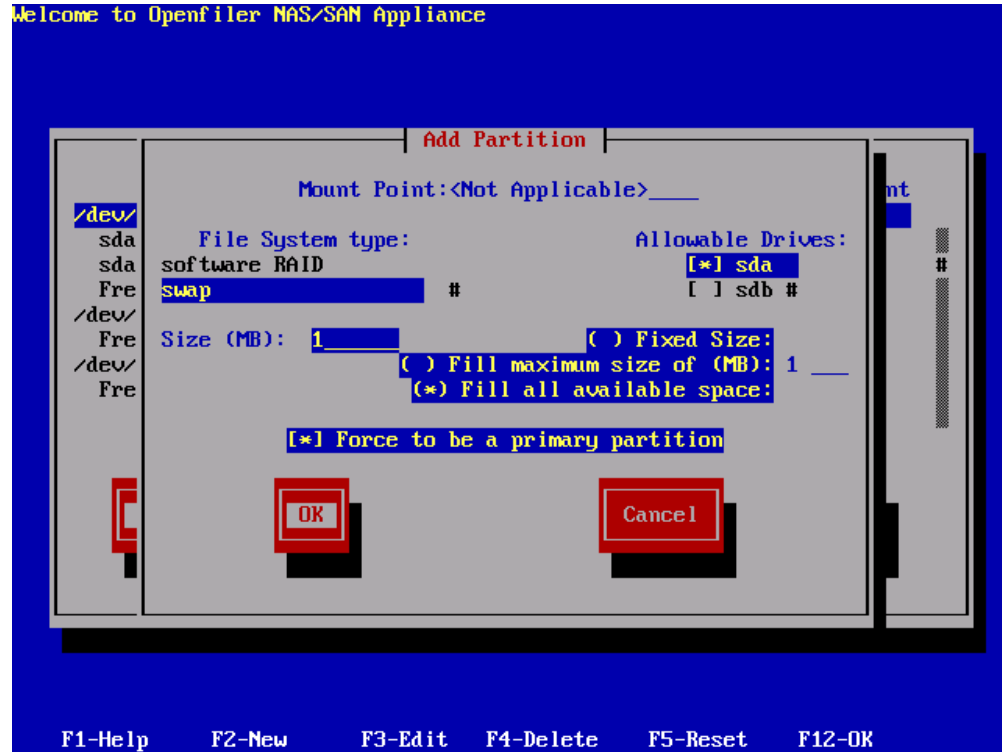 Welcome to Openfiler NAS/SAN Appliance
Add Partition
Mount Point:<Not Applicable>____ nt
/dev/
sda File System type: Allowable Drives:
sda software RAID [*] sda #
Fre swap # [ ] sdb #
/dev/
Fre Size (MB): 1_______ ( ) Fixed Size:
/dev/ ( ) Fill maximum size of (MB): 1 ___
Fre (*) Fill all available space:
[*] Force to be a primary partition
OK Cancel
F1-Help F2-New F3-Edit F4-Delete F5-Reset F12-OK